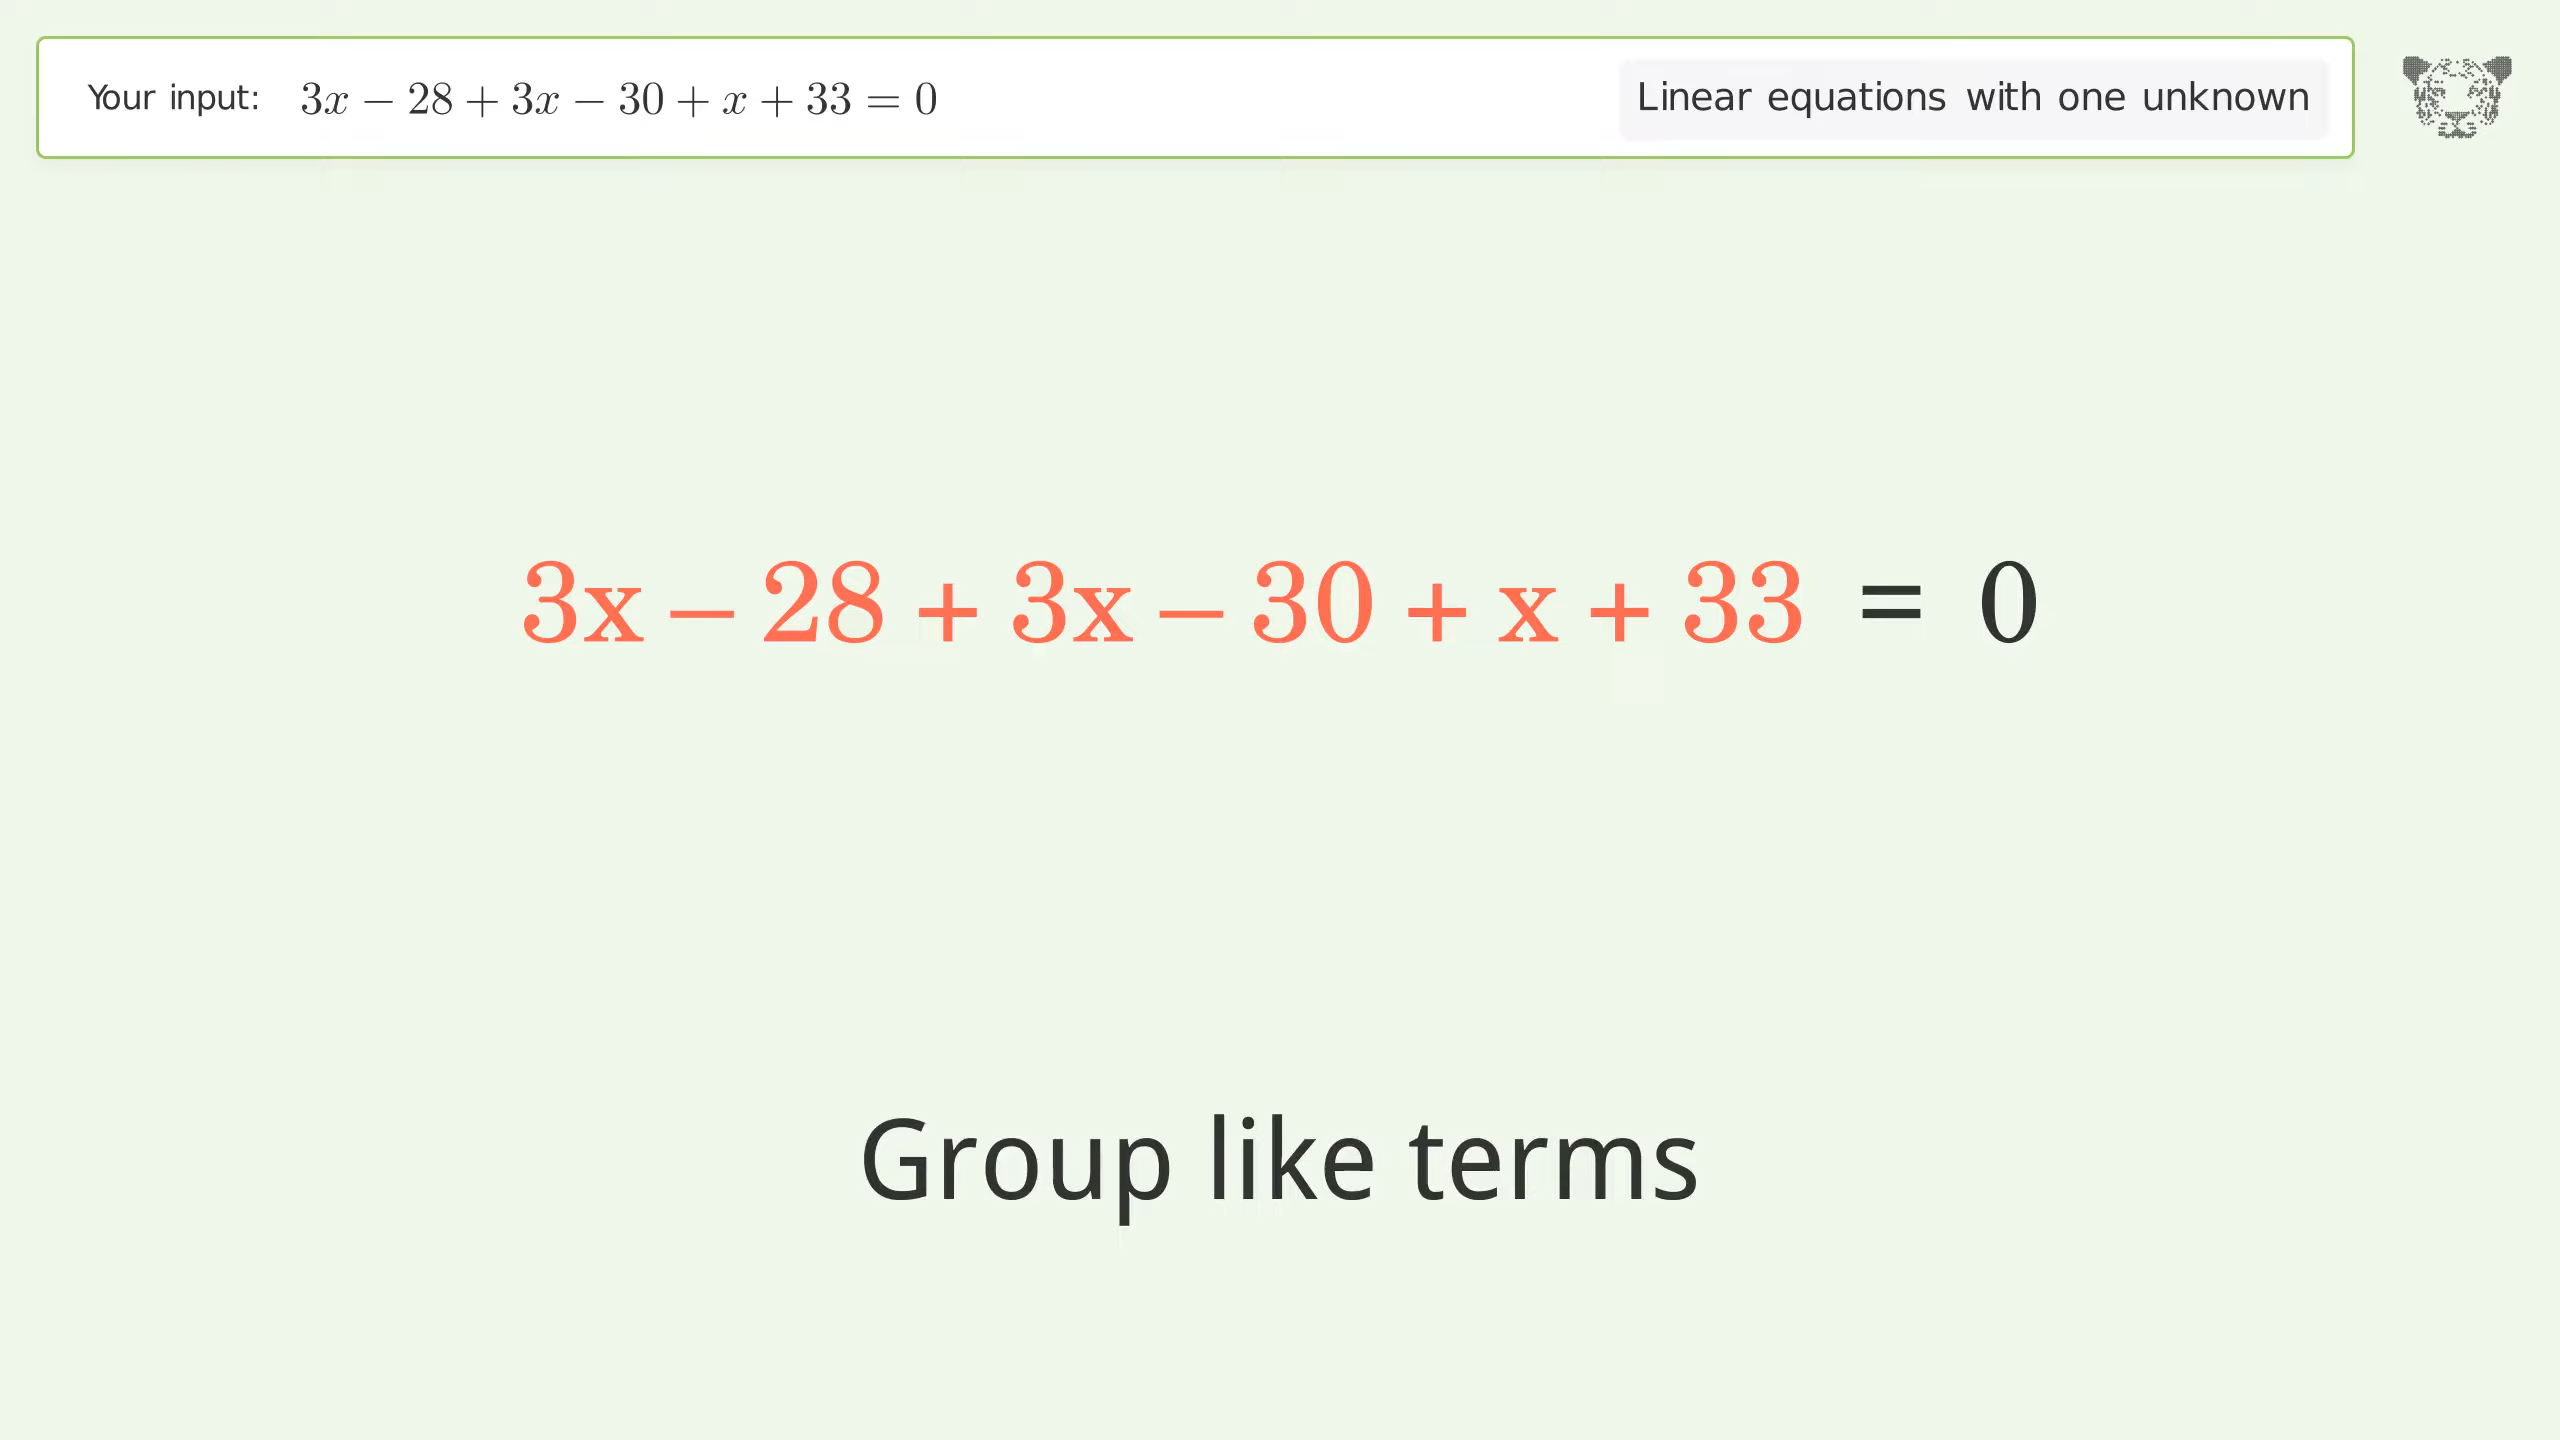 Your input: 3x − 28 + 3x − 30 + x + 33 = 0 Linear equations with one unknown
3x − 28 + 3x − 30 + x + 33 = 0
Group like terms